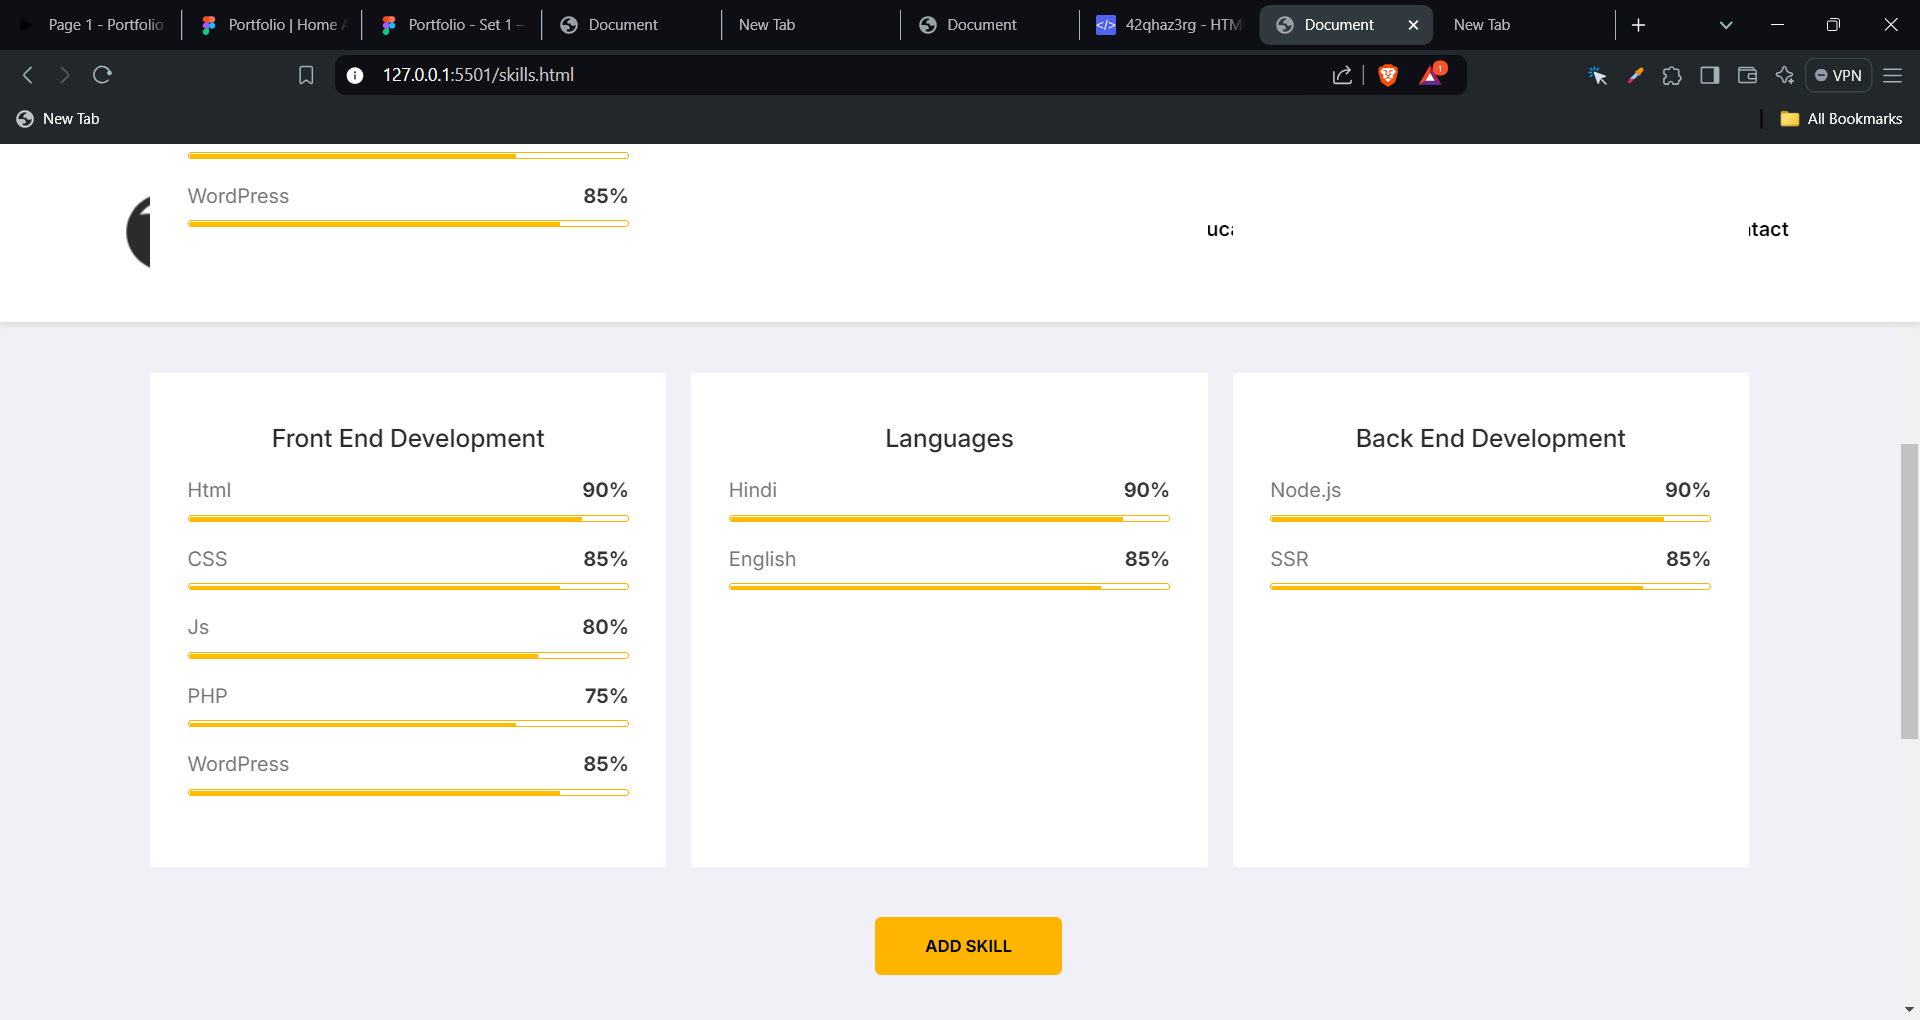 Page 1 - Portfolio
Portfolio | Home
Portfolio - Set 1 –
Document
New Tab
Document
42qhaz3rg - HTM
Document
New Tab
127.0.0.1:5501/skills.html
1
VPN
New Tab
All Bookmarks
WordPress 85%
uca
ntact
Front End Development
Html 90%
CSS 85%
Js 80%
PHP 75%
WordPress 85%
Languages
Hindi 90%
English 85%
Back End Development
Node.js 90%
SSR 85%
ADD SKILL